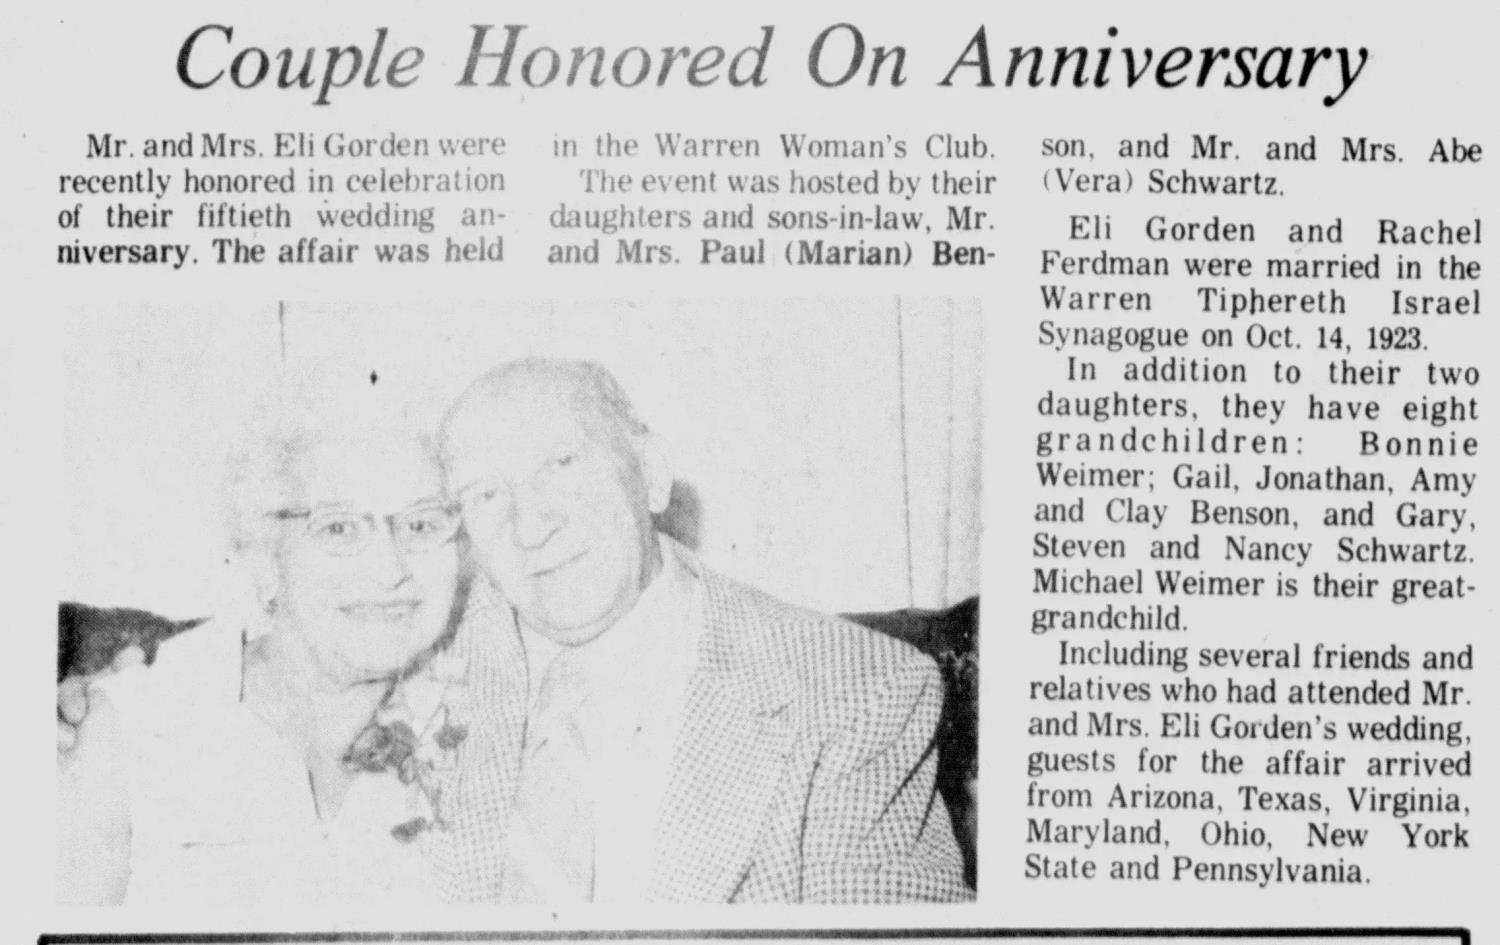 Couple Honored On Anniversary
Mr. and Mrs. Eli Gorden were
recently honored in celebration
of their fiftieth wedding an-
niversary. The affair was held
in the Warren Woman's Club.
The event was hosted by their
daughters and sons-in-law, Mr.
and Mrs. Paul (Marian) Ben-
son, and Mr. and Mrs. Abe
(Vera) Schwartz.
Eli Gorden and Rachel
Ferdman were married in the
Warren Tiphereth Israel
Synagogue on Oct. 14, 1923.
In addition to their two
daughters, they have eight
grandchildren: Bonnie
Weimer; Gail, Jonathan, Amy
and Clay Benson, and Gary,
Steven and Nancy Schwartz.
Michael Weimer is their great-
grandchild.
Including several friends and
relatives who had attended Mr.
and Mrs. Eli Gorden's wedding,
guests for the affair arrived
from Arizona, Texas, Virginia,
Maryland, Ohio, New York
State and Pennsylvania.